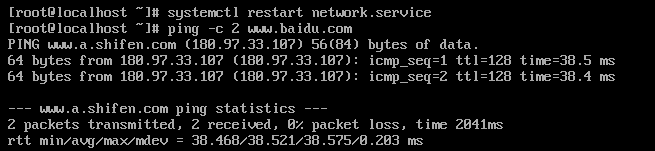 [root@localhost ~]# systemctl restart network.service
[root@localhost ~]# ping -c 2 www.baidu.com
PING www.a.shifen.com (180.97.33.107) 56(84) bytes of data.
64 bytes from 180.97.33.107 (180.97.33.107): icmp_seq=1 ttl=128 time=38.5 ms
64 bytes from 180.97.33.107 (180.97.33.107): icmp_seq=2 ttl=128 time=38.4 ms
--- www.a.shifen.com ping statistics ---
2 packets transmitted, 2 received, 0% packet loss, time 2041ms
rtt min/avg/max/mdev = 38.468/38.521/38.575/0.203 ms